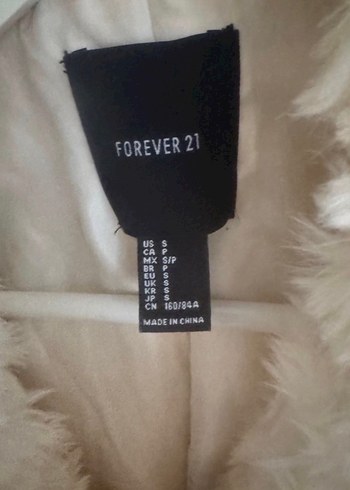 FOREVER 21
US S
CA P
MX S/P
BR P
EU S
UK S
KR S
JP S
CN 160/84A
MADE IN CHINA